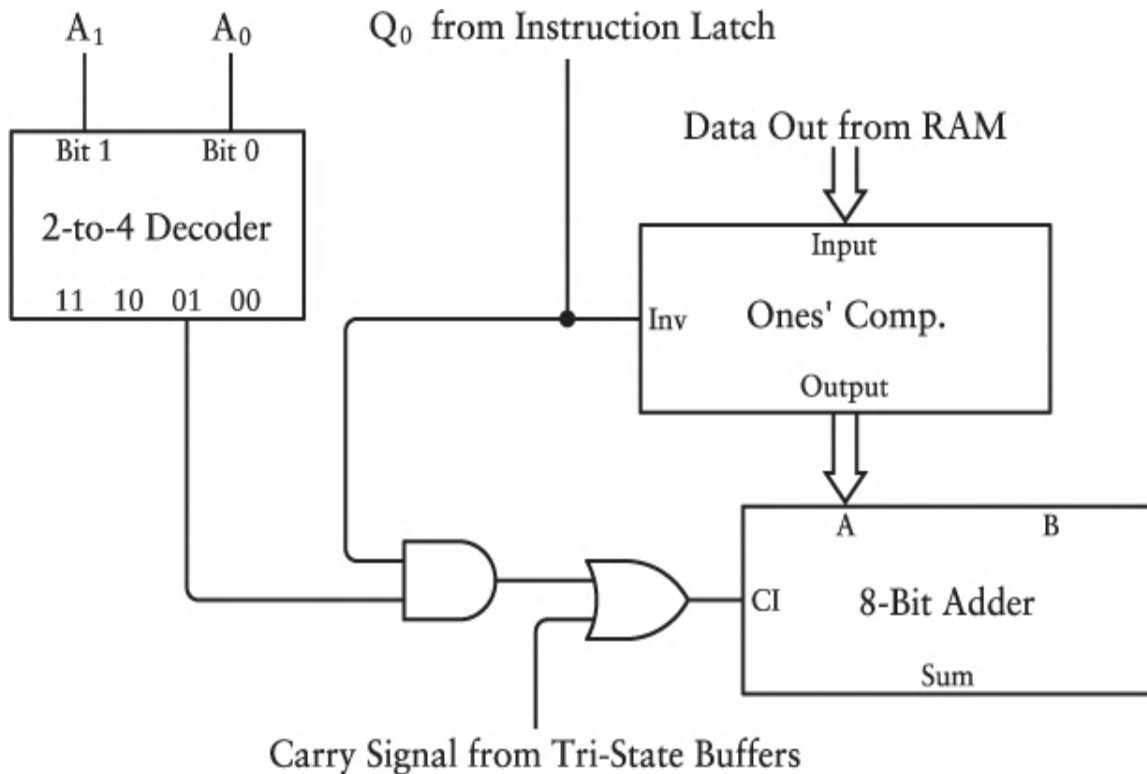 A1 A0 Q0 from Instruction Latch
Data Out from RAM
Bit 1 Bit 0
2-to-4 Decoder
11 10 01 00
Input
Inv Ones' Comp.
Output
A B
CI 8-Bit Adder
Sum
Carry Signal from Tri-State Buffers